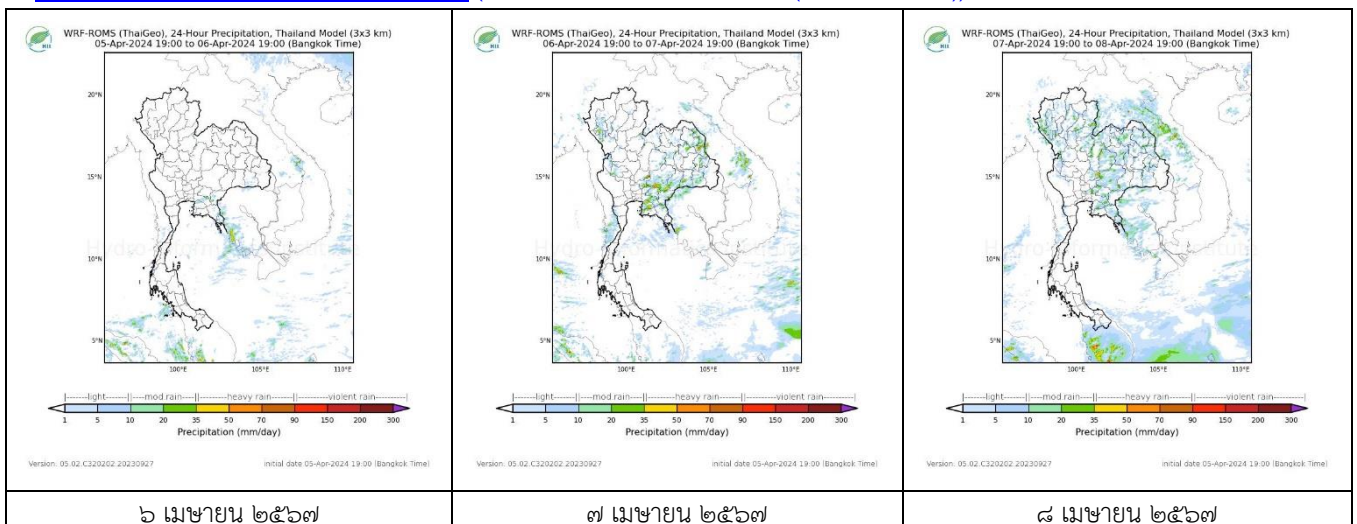 WRF-ROMS (ThaiGeo), 24-Hour Precipitation, Thailand Model (3x3 km)
05-Apr-2024 19:00 to 06-Apr-2024 19:00 (Bangkok Time)
20°N
15°N
10°N
5°N
100°E 105°E 110°E
|------light------||---mod rain---||------heavy rain------||------violent rain------|
1 5 10 20 35 50 70 90 150 200 300
Precipitation (mm/day)
Version: 05.02.C320202.20230927 initial date 05-Apr-2024 19:00 (Bangkok Time)
๖ เมษายน ๒๕๖๗
WRF-ROMS (ThaiGeo), 24-Hour Precipitation, Thailand Model (3x3 km)
06-Apr-2024 19:00 to 07-Apr-2024 19:00 (Bangkok Time)
20°N
15°N
10°N
5°N
100°E 105°E 110°E
|------light------||---mod rain---||------heavy rain------||------violent rain------|
1 5 10 20 35 50 70 90 150 200 300
Precipitation (mm/day)
Version: 05.02.C320202.20230927 initial date 05-Apr-2024 19:00 (Bangkok Time)
๗ เมษายน ๒๕๖๗
WRF-ROMS (ThaiGeo), 24-Hour Precipitation, Thailand Model (3x3 km)
07-Apr-2024 19:00 to 08-Apr-2024 19:00 (Bangkok Time)
20°N
15°N
10°N
5°N
100°E 105°E 110°E
|------light------||---mod rain---||------heavy rain------||------violent rain------|
1 5 10 20 35 50 70 90 150 200 300
Precipitation (mm/day)
Version: 05.02.C320202.20230927 initial date 05-Apr-2024 19:00 (Bangkok Time)
๘ เมษายน ๒๕๖๗